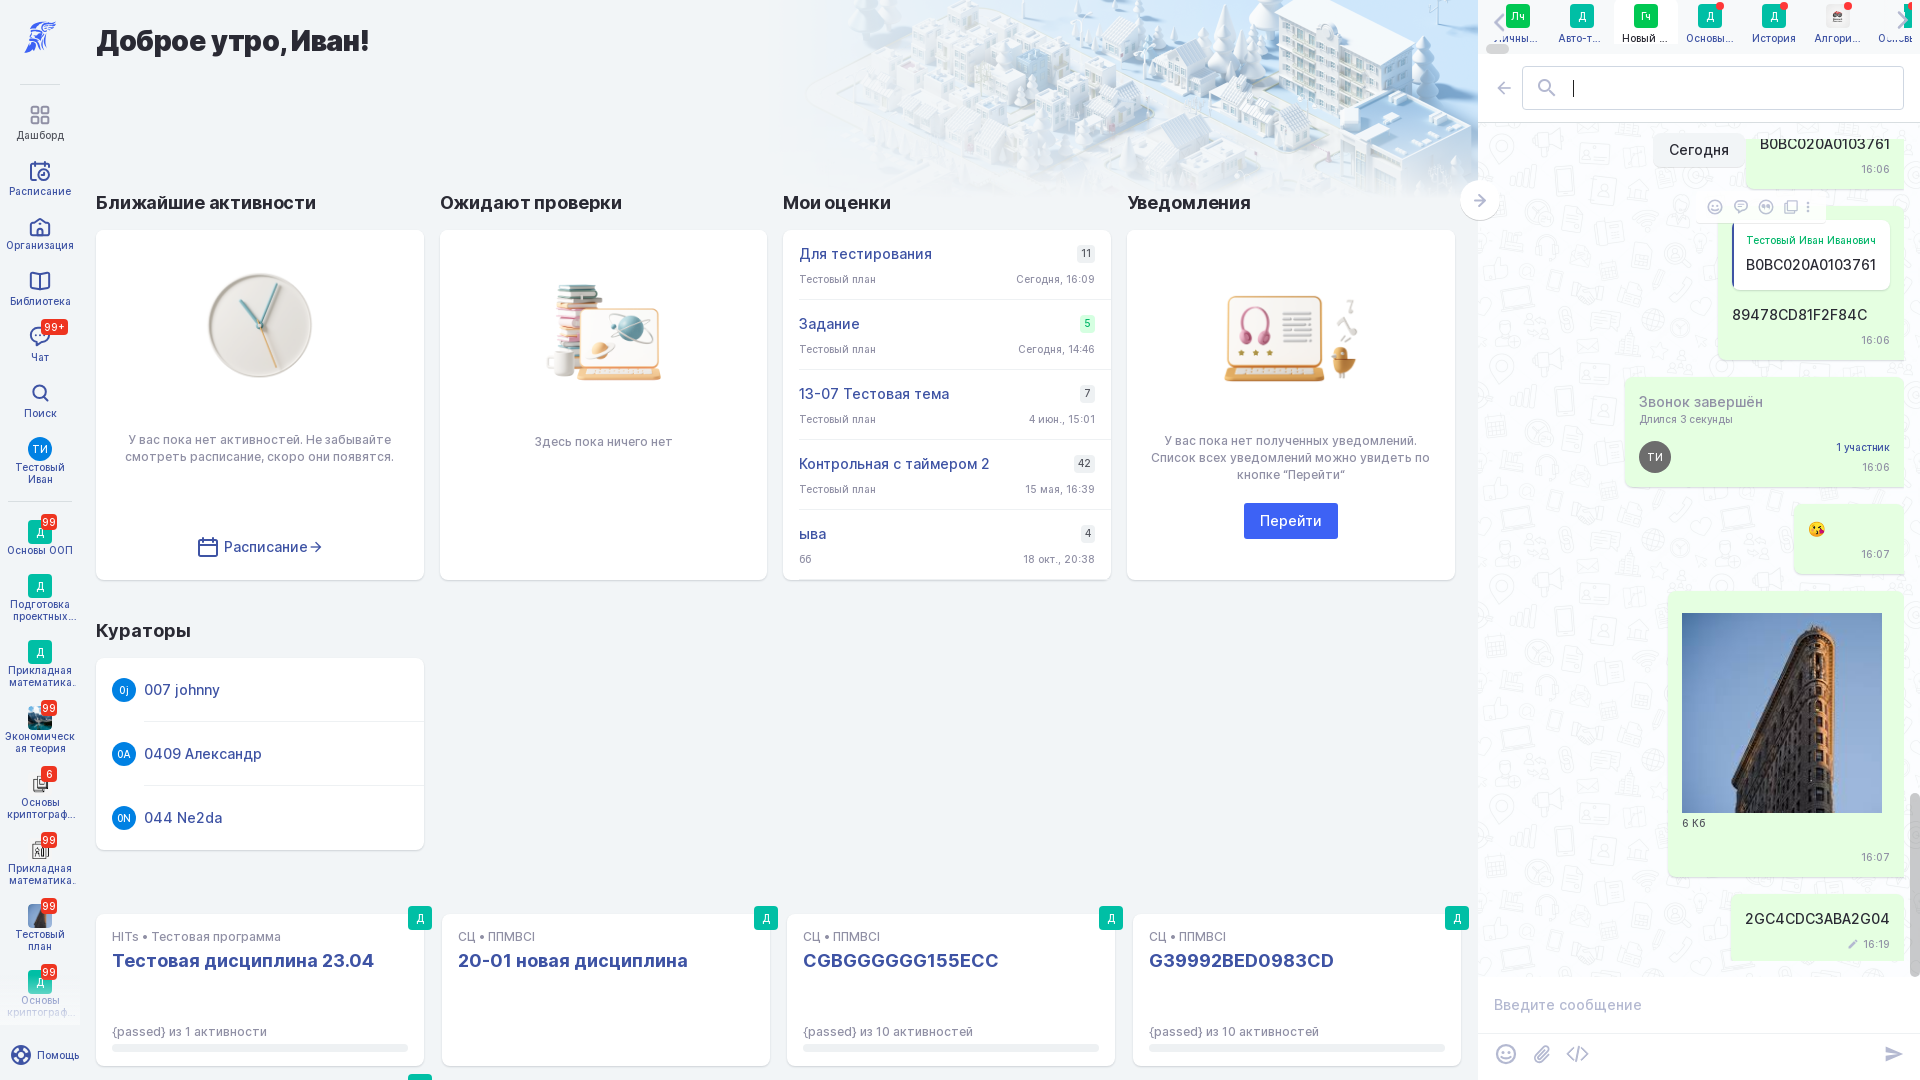 Дашборд
Расписание
Организация
Библиотека
99+
Чат
Поиск
ТИ
Тестовый
Иван
99
Д
Основы ООП
Д
Подготовка
проектных...
Д
Прикладная
математика.
99
Экономическ
ая теория
6
Основы
криптограф...
99
Прикладная
математика.
99
Тестовый
план
99
Д
Основы
криптограф...
Помощь
Доброе утро, Иван!
Ближайшие активности
У вас пока нет активностей. Не забывайте
смотреть расписание, скоро они появятся.
Расписание
Ожидают проверки
Здесь пока ничего нет
Мои оценки
Для тестирования
11
Тестовый план
Сегодня, 16:09
Задание
5
Тестовый план
Сегодня, 14:46
13-07 Тестовая тема
7
Тестовый план
4 июн., 15:01
Контрольная с таймером 2
42
Тестовый план
15 мая, 16:39
ыва
4
бб
18 окт., 20:38
Уведомления
У вас пока нет полученных уведомлений.
Список всех уведомлений можно увидеть по
кнопке “Перейти“
Перейти
Кураторы
0j
007 johnny
0А
0409 Александр
0N
044 Ne2da
Д
HITs • Тестовая программа
Тестовая дисциплина 23.04
{passed} из 1 активности
Д
СЦ • ППМВСІ
20-01 новая дисциплина
Д
СЦ • ППМВСІ
CGBGGGGGG155ECC
{passed} из 10 активностей
Д
СЦ • ППМВСІ
G39992BED0983CD
{passed} из 10 активностей
Лч
Д
Авто-т...
Гч
Новый ...
Д
Основы...
Д
История
Алгори...
Сегодня
B0BC020A0103761
16:06
Тестовый Иван Иванович
B0BC020A0103761
89478CD81F2F84C
16:06
Звонок завершён
Длился 3 секунды
ТИ
1 участник
16:06
16:07
6 Кб
16:07
2GC4CDC3ABA2G04
16:19
Введите сообщение